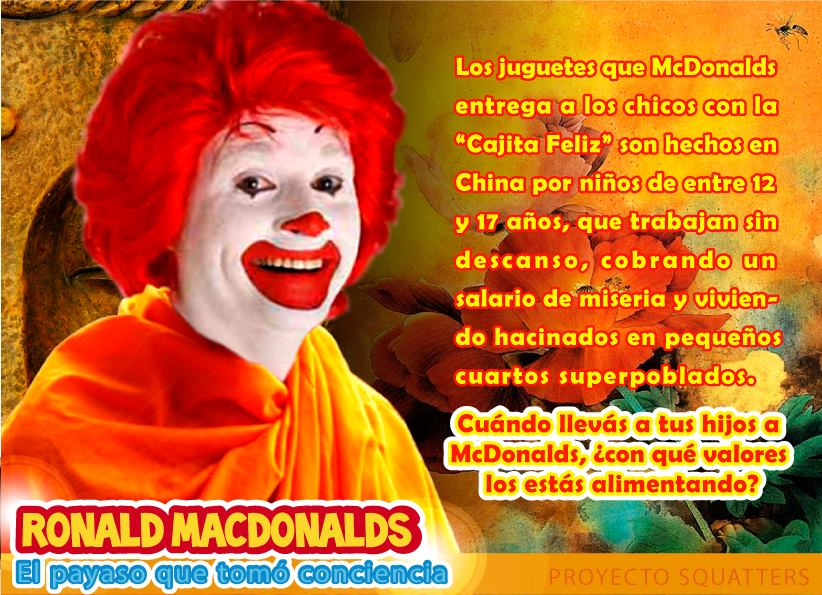 Los juguetes que McDonalds
entrega a los chicos con la
“Cajita Feliz” son hechos en
China por niños de entre 12
y 17 años, que trabajan sin
descanso, cobrando un
salario de miseria y vivien-
do hacinados en pequeños
cuartos superpoblados.
Cuándo llevás a tus hijos a
McDonalds, ¿con qué valores
los estás alimentando?
RONALD MACDONALDS
El payaso que tomó conciencia
PROYECTO SQUATTERS